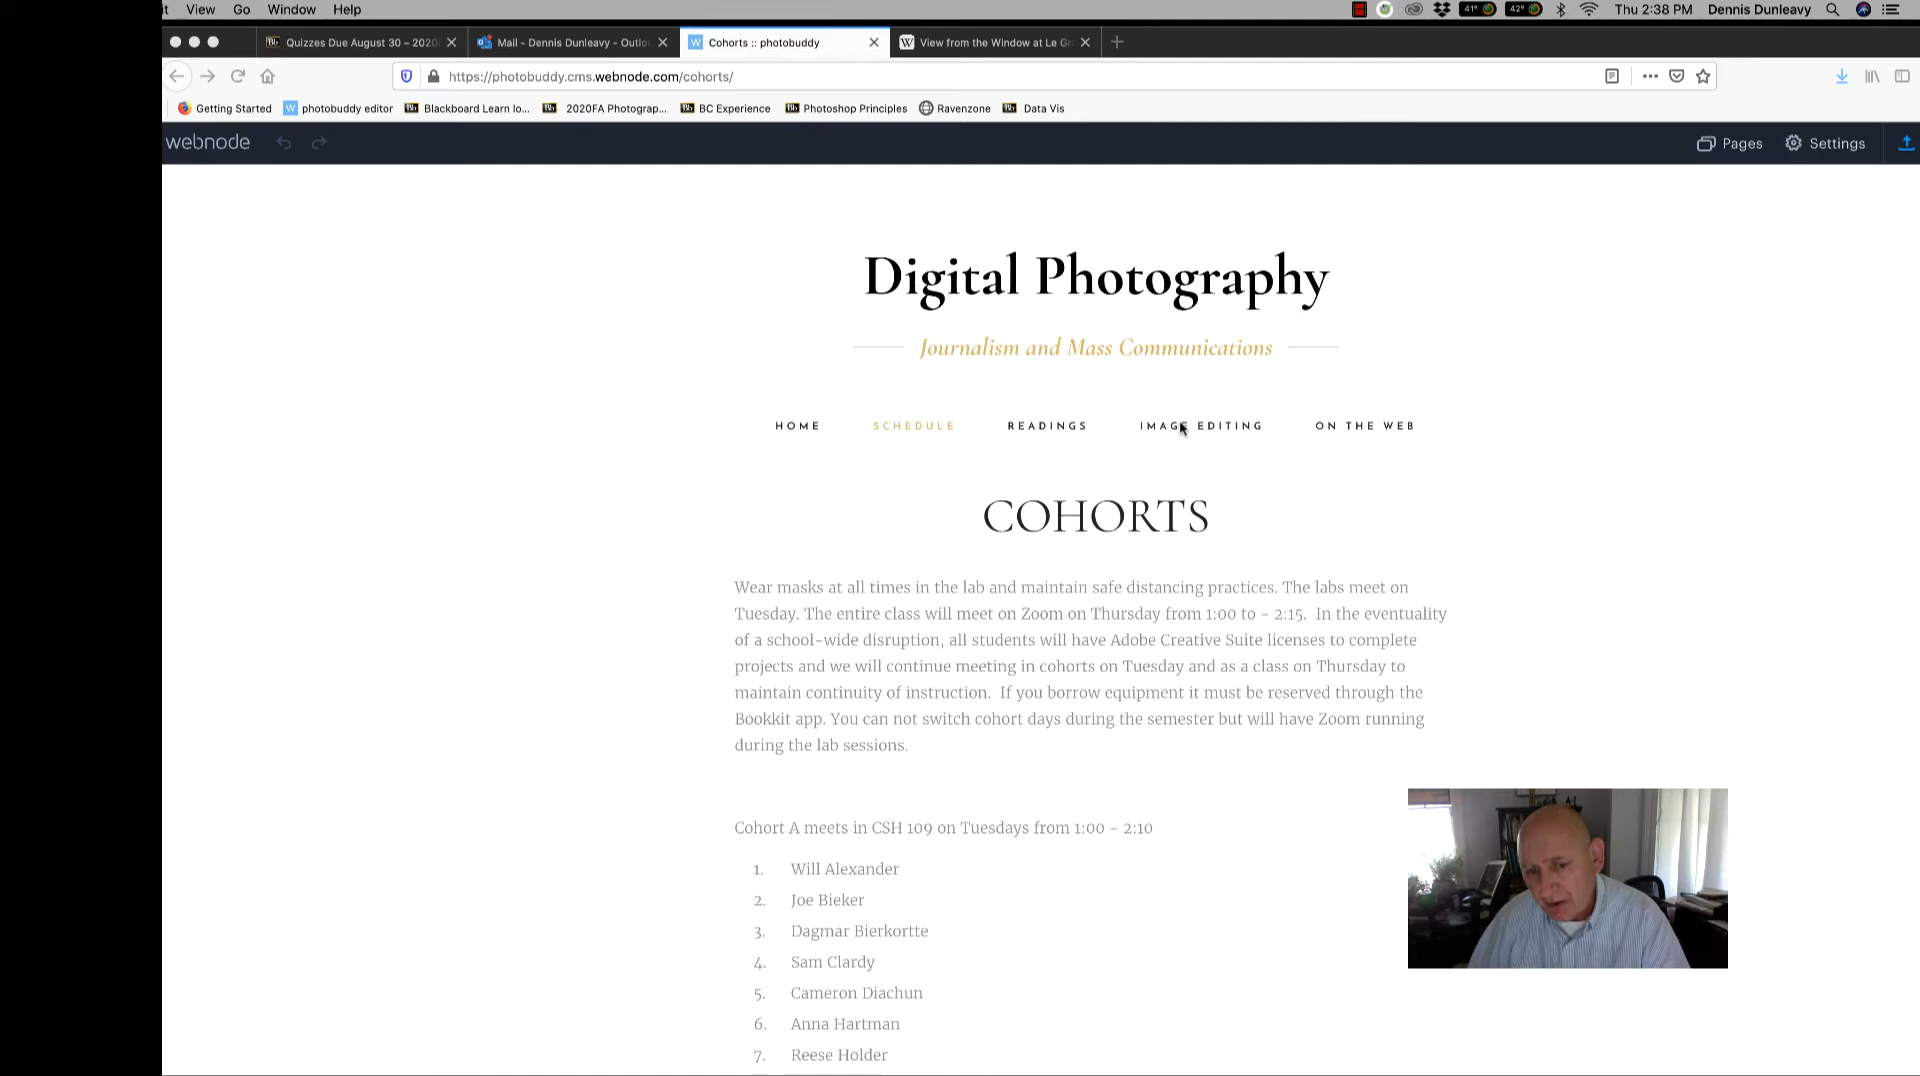 it View Go Window Help
41° 42° Thu 2:38 PM Dennis Dunleavy
Quizzes Due August 30 – 2020 Mail - Dennis Dunleavy - Outlo Cohorts :: photobuddy View from the Window at Le Gr
https://photobuddy.cms.webnode.com/cohorts/
Getting Started photobuddy editor Blackboard Learn lo... 2020FA Photograp... BC Experience Photoshop Principles Ravenzone Data Vis
webnode Pages Settings
Digital Photography
Journalism and Mass Communications
HOME SCHEDULE READINGS IMAGE EDITING ON THE WEB
COHORTS
Wear masks at all times in the lab and maintain safe distancing practices. The labs meet on
Tuesday. The entire class will meet on Zoom on Thursday from 1:00 to - 2:15. In the eventuality
of a school-wide disruption, all students will have Adobe Creative Suite licenses to complete
projects and we will continue meeting in cohorts on Tuesday and as a class on Thursday to
maintain continuity of instruction. If you borrow equipment it must be reserved through the
Bookkit app. You can not switch cohort days during the semester but will have Zoom running
during the lab sessions.
Cohort A meets in CSH 109 on Tuesdays from 1:00 - 2:10
1. Will Alexander
2. Joe Bieker
3. Dagmar Bierkortte
4. Sam Clardy
5. Cameron Diachun
6. Anna Hartman
7. Reese Holder